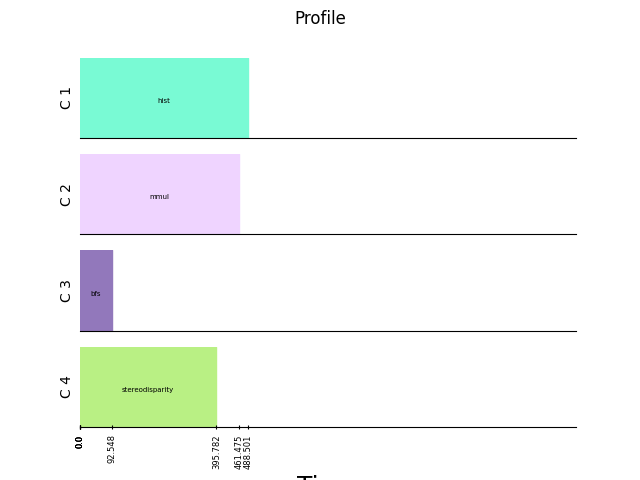 Profile
C 1
hist
C 2
mmul
C 3
bfs
C 4
stereodisparity
0.0
92.548
395.782
461.475
488.501